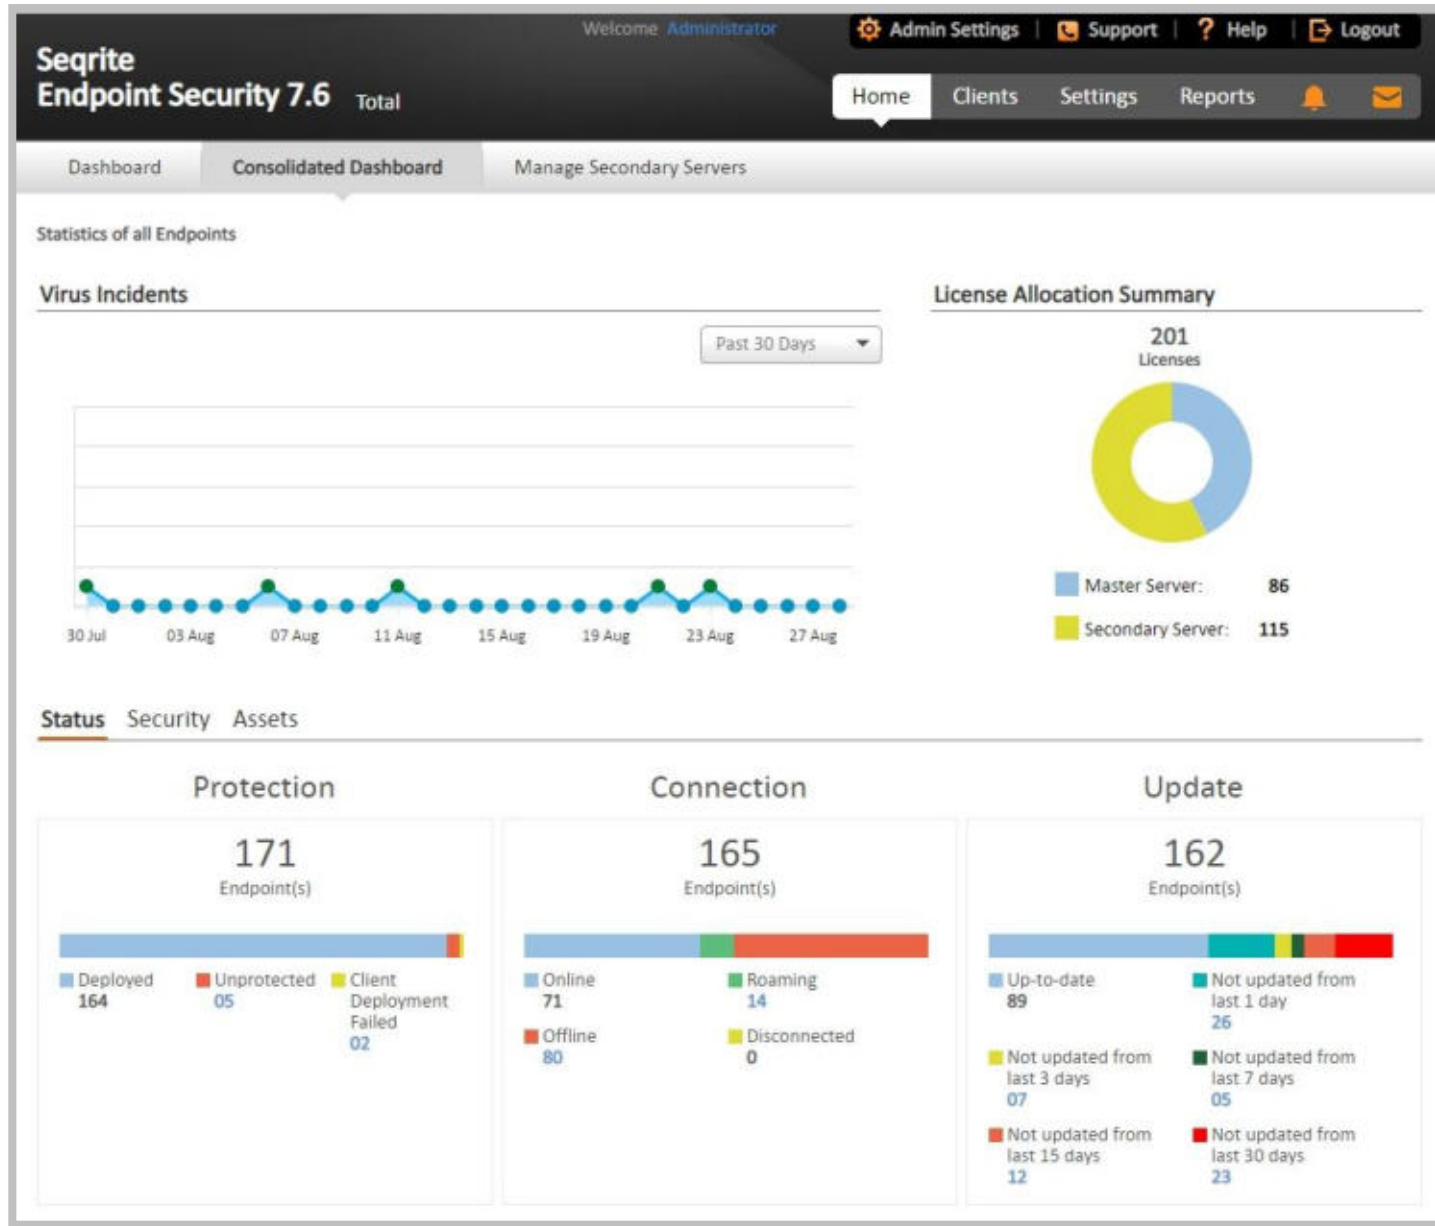 Welcome Administrator
Admin Settings | Support | ? Help | Logout
Seqrite
Endpoint Security 7.6 Total
Home Clients Settings Reports
Dashboard Consolidated Dashboard Manage Secondary Servers
Statistics of all Endpoints
Virus Incidents
Past 30 Days
30 Jul 03 Aug 07 Aug 11 Aug 15 Aug 19 Aug 23 Aug 27 Aug
License Allocation Summary
201
Licenses
Master Server: 86
Secondary Server: 115
Status Security Assets
Protection
171
Endpoint(s)
Deployed
164
Unprotected
05
Client
Deployment
Failed
02
Connection
165
Endpoint(s)
Online
71
Roaming
14
Offline
80
Disconnected
0
Update
162
Endpoint(s)
Up-to-date
89
Not updated from
last 1 day
26
Not updated from
last 3 days
07
Not updated from
last 7 days
05
Not updated from
last 15 days
12
Not updated from
last 30 days
23